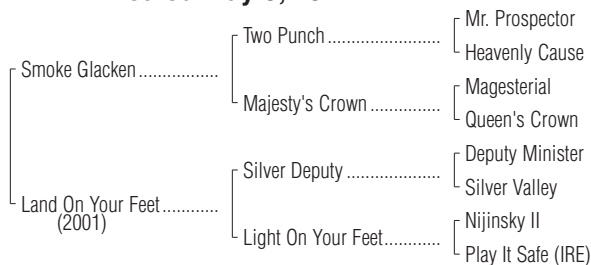 Mr. Prospector
Two Punch
Heavenly Cause
Smoke Glacken
Magesterial
Majesty's Crown
Queen's Crown
Deputy Minister
Silver Deputy
Silver Valley
Land On Your Feet
(2001)
Nijinsky II
Light On Your Feet
Play It Safe (IRE)